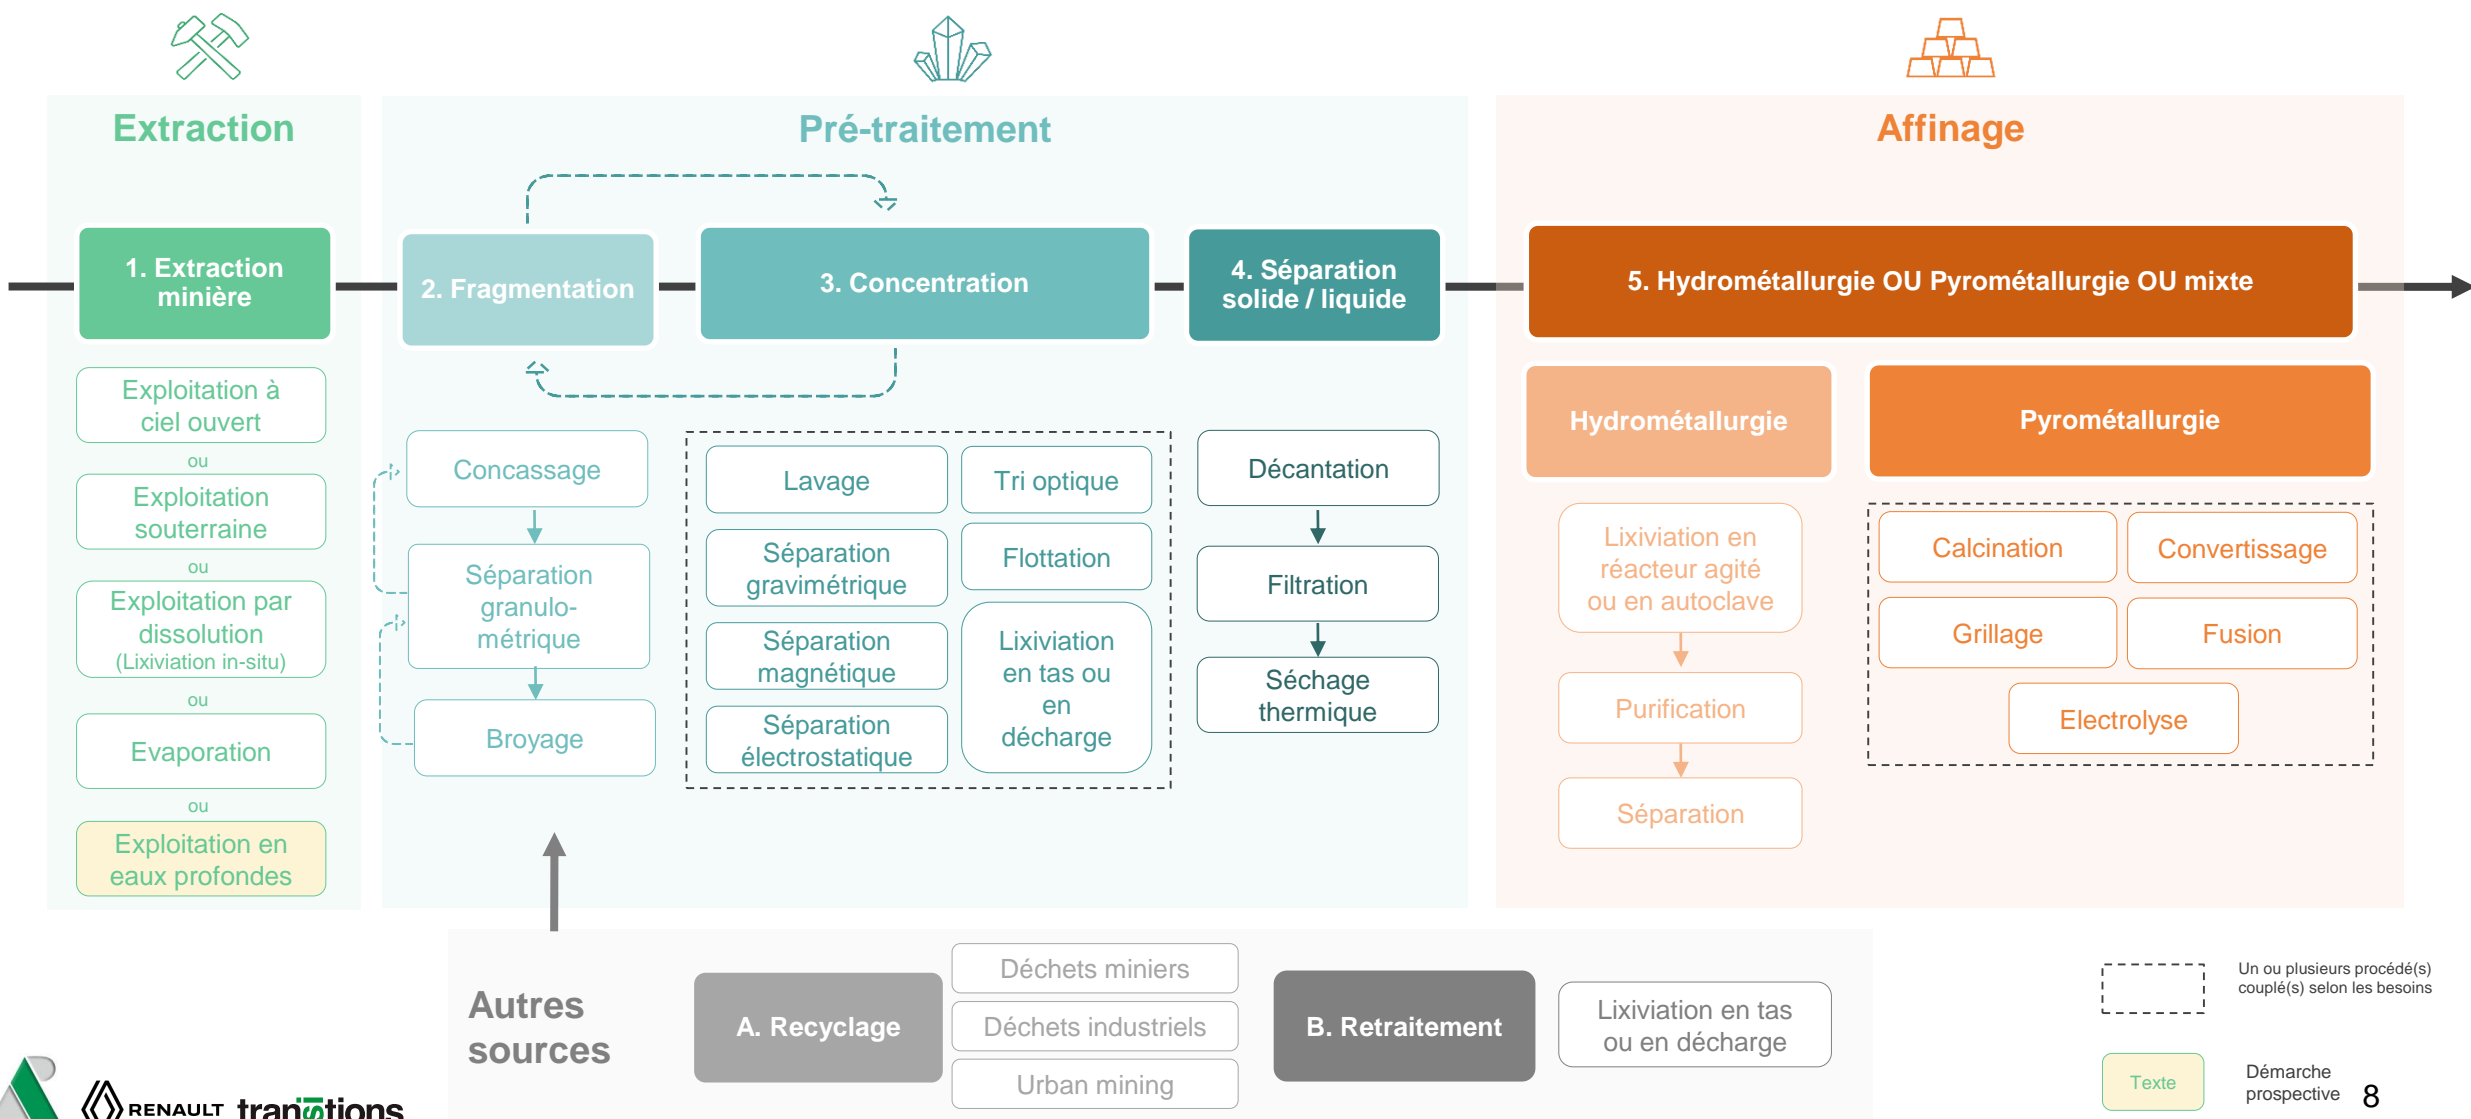 Extraction
Pré-traitement
Affinage
1. Extraction
minière
2. Fragmentation
3. Concentration
4. Séparation
solide / liquide
5. Hydrométallurgie OU Pyrométallurgie OU mixte
Exploitation à
ciel ouvert
ou
Exploitation
souterraine
ou
Exploitation par
dissolution
(Lixiviation in-situ)
ou
Evaporation
ou
Exploitation en
eaux profondes
Concassage
Séparation
granulo-
métrique
Broyage
Lavage
Séparation
gravimétrique
Séparation
magnétique
Séparation
électrostatique
Tri optique
Flottation
Lixiviation
en tas ou
en
décharge
Décantation
Filtration
Séchage
thermique
Hydrométallurgie
Lixiviation en
réacteur agité
ou en autoclave
Purification
Séparation
Pyrométallurgie
Calcination
Convertissage
Grillage
Fusion
Electrolyse
Autres
sources
A. Recyclage
Déchets miniers
Déchets industriels
Urban mining
B. Retraitement
Lixiviation en tas
ou en décharge
Un ou plusieurs procédé(s)
couplé(s) selon les besoins
Texte
Démarche
prospective
8
RENAULT
transitions